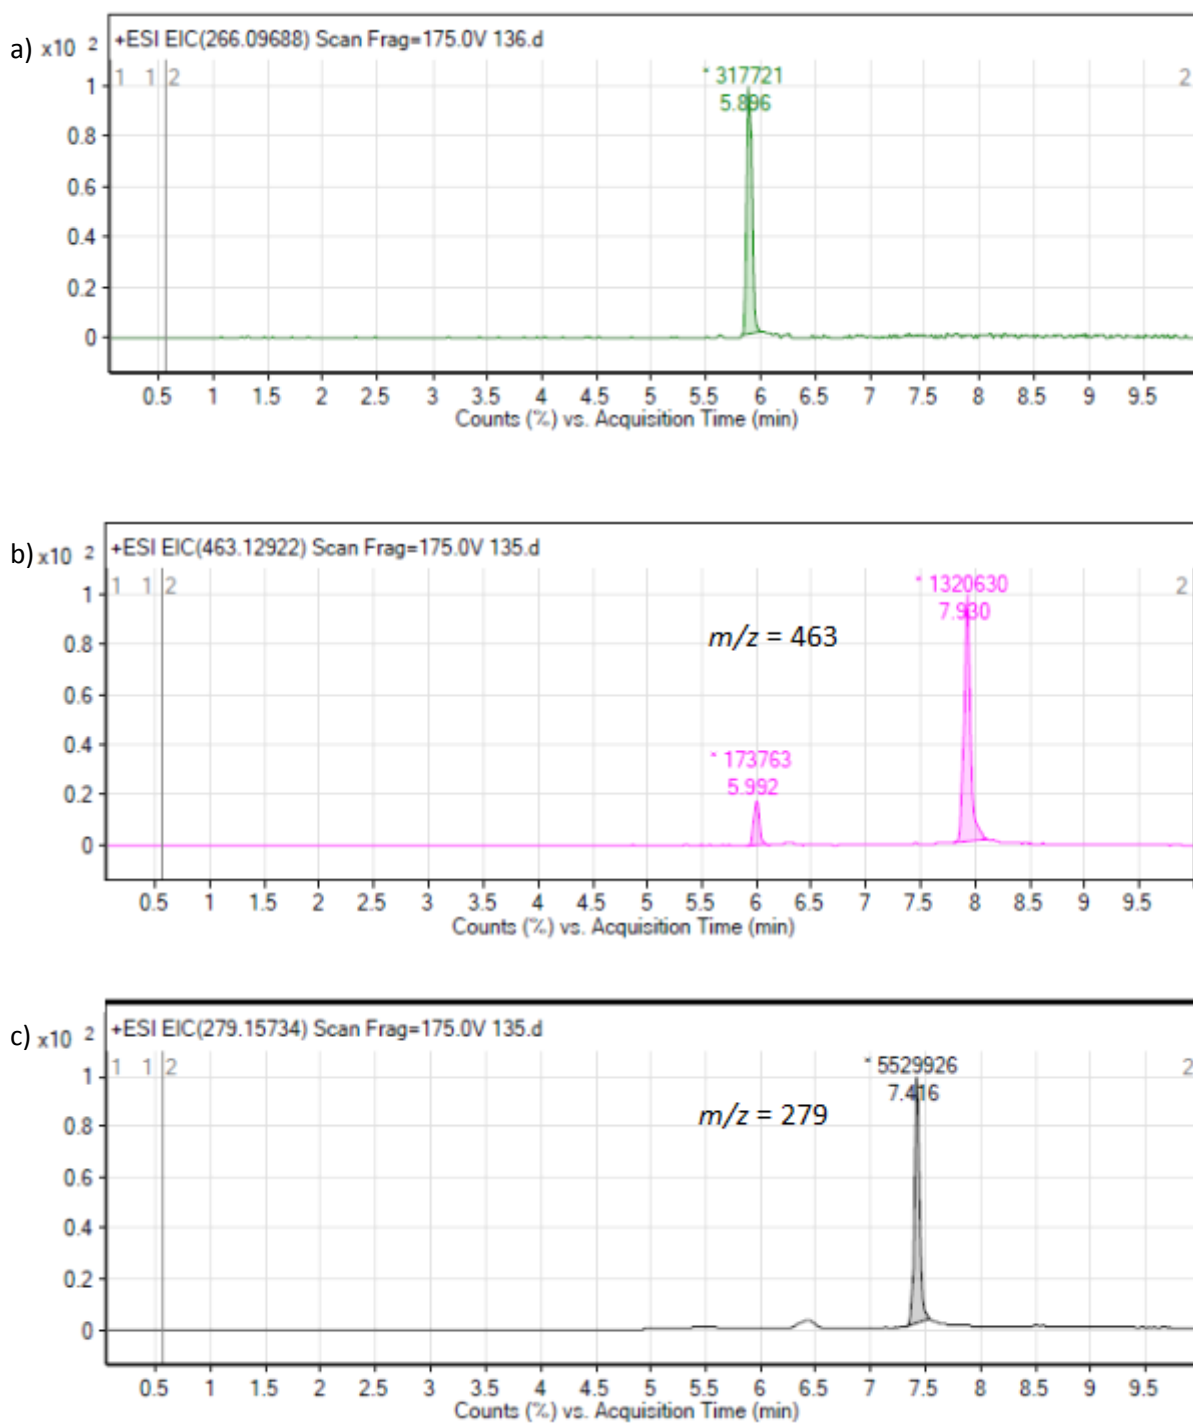 a) x10 2 +ESI EIC(266.09688) Scan Frag=175.0V 136.d
1 1 2 2
* 317721
5.896
1
0.8
0.6
0.4
0.2
0
0.5 1 1.5 2 2.5 3 3.5 4 4.5 5 5.5 6 6.5 7 7.5 8 8.5 9 9.5
Counts (%) vs. Acquisition Time (min)
b) x10 2 +ESI EIC(463.12922) Scan Frag=175.0V 135.d
1 1 2 2
* 1320630
7.930
m/z = 463
* 173763
5.992
1
0.8
0.6
0.4
0.2
0
0.5 1 1.5 2 2.5 3 3.5 4 4.5 5 5.5 6 6.5 7 7.5 8 8.5 9 9.5
Counts (%) vs. Acquisition Time (min)
c) x10 2 +ESI EIC(279.15734) Scan Frag=175.0V 135.d
1 1 2 2
* 5529926
7.416
m/z = 279
1
0.8
0.6
0.4
0.2
0
0.5 1 1.5 2 2.5 3 3.5 4 4.5 5 5.5 6 6.5 7 7.5 8 8.5 9 9.5
Counts (%) vs. Acquisition Time (min)